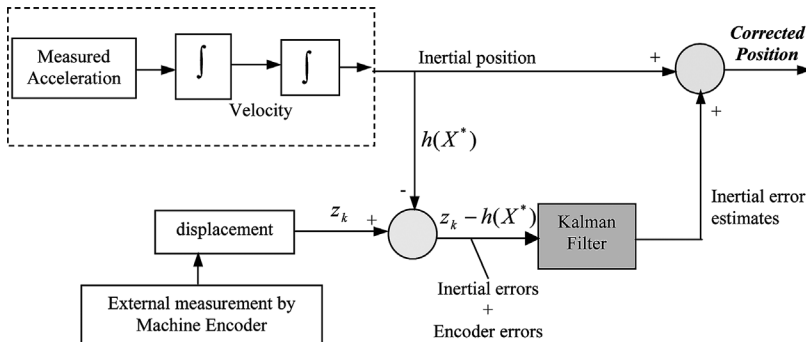 Measured
Acceleration
∫
∫
Velocity
Inertial position
+
Corrected
Position
+
h(X*)
-
displacement
z_k
+
z_k − h(X*)
Kalman
Filter
Inertial error
estimates
External measurement by
Machine Encoder
Inertial errors
+
Encoder errors